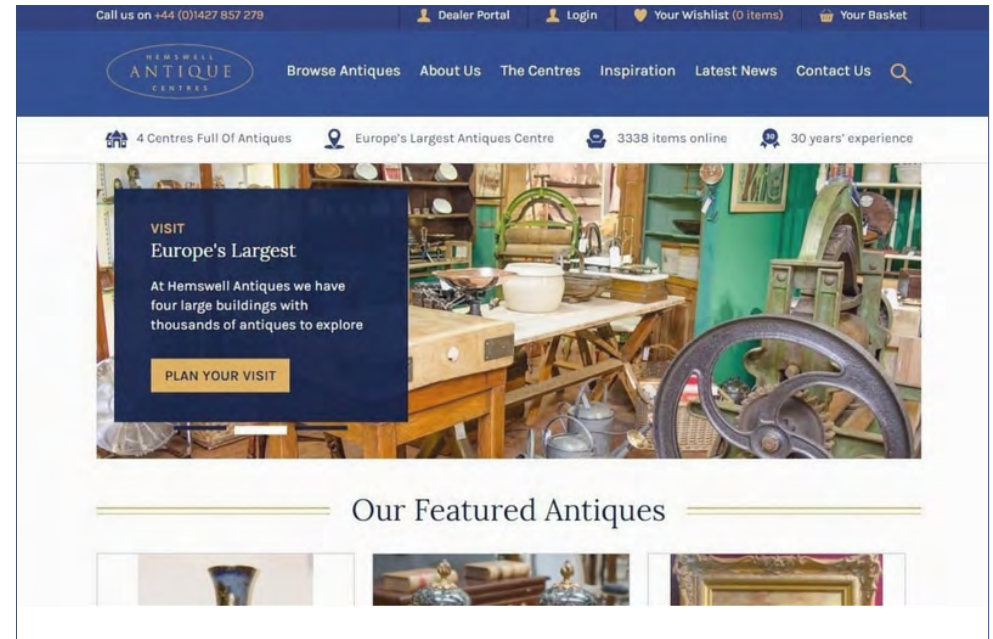 Call us on +44 (0)1427 857 279 Dealer Portal Login Your Wishlist (0 items) Your Basket
HEMSWELL
ANTIQUE
CENTRES
Browse Antiques About Us The Centres Inspiration Latest News Contact Us
4 Centres Full Of Antiques Europe's Largest Antiques Centre 3338 items online 30 30 years' experience
VISIT
Europe's Largest
At Hemswell Antiques we have
four large buildings with
thousands of antiques to explore
PLAN YOUR VISIT
Our Featured Antiques